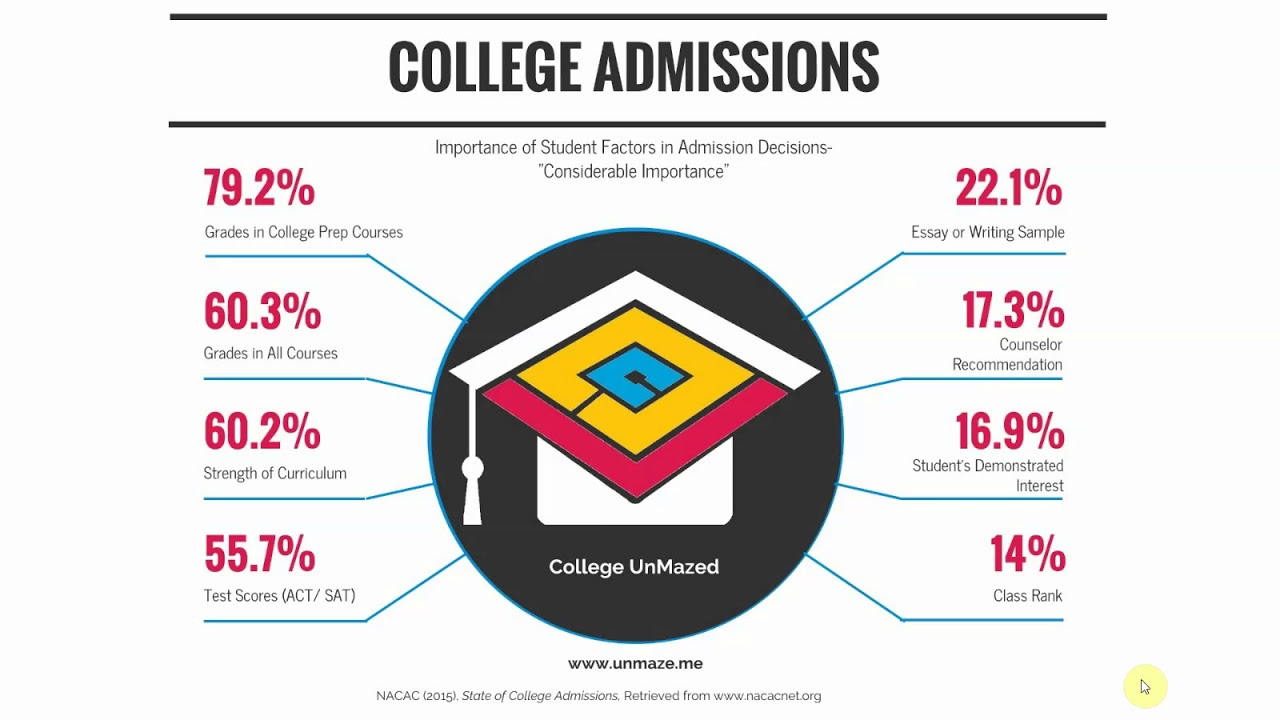 COLLEGE ADMISSIONS
Importance of Student Factors in Admission Decisions-
"Considerable Importance"
79.2%
Grades in College Prep Courses
60.3%
Grades in All Courses
60.2%
Strength of Curriculum
55.7%
Test Scores (ACT/ SAT)
22.1%
Essay or Writing Sample
17.3%
Counselor
Recommendation
16.9%
Student's Demonstrated
Interest
14%
Class Rank
College UnMazed
www.unmaze.me
NACAC (2015). State of College Admissions, Retrieved from www.nacacnet.org